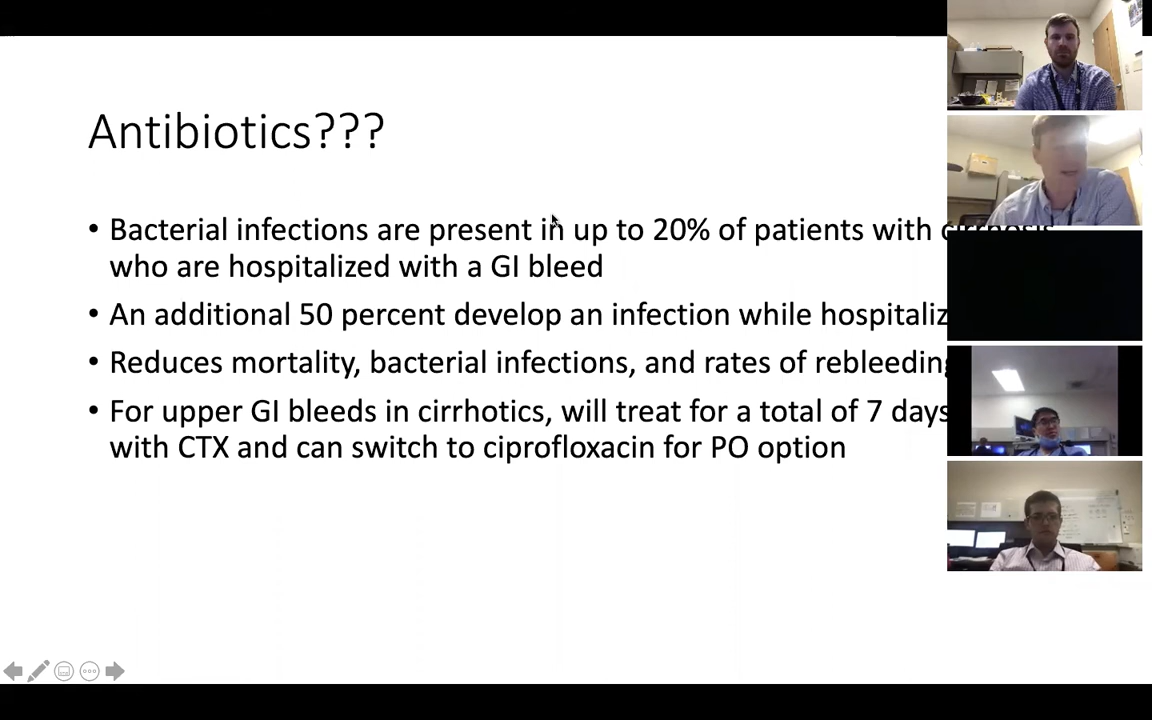 Antibiotics???
• Bacterial infections are present in up to 20% of patients with cirrhosis
who are hospitalized with a GI bleed
• An additional 50 percent develop an infection while hospitaliz
• Reduces mortality, bacterial infections, and rates of rebleeding
• For upper GI bleeds in cirrhotics, will treat for a total of 7 days
with CTX and can switch to ciprofloxacin for PO option